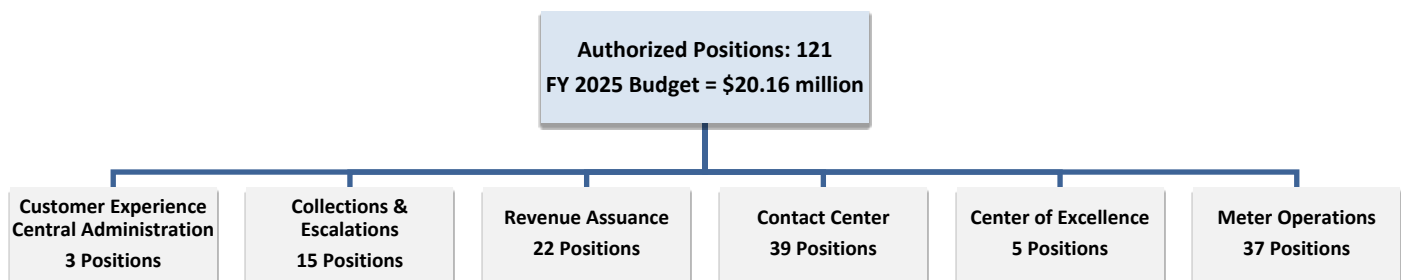 Authorized Positions: 121
FY 2025 Budget = $20.16 million
Customer Experience
Central Administration
3 Positions
Collections &
Escalations
15 Positions
Revenue Assuance
22 Positions
Contact Center
39 Positions
Center of Excellence
5 Positions
Meter Operations
37 Positions